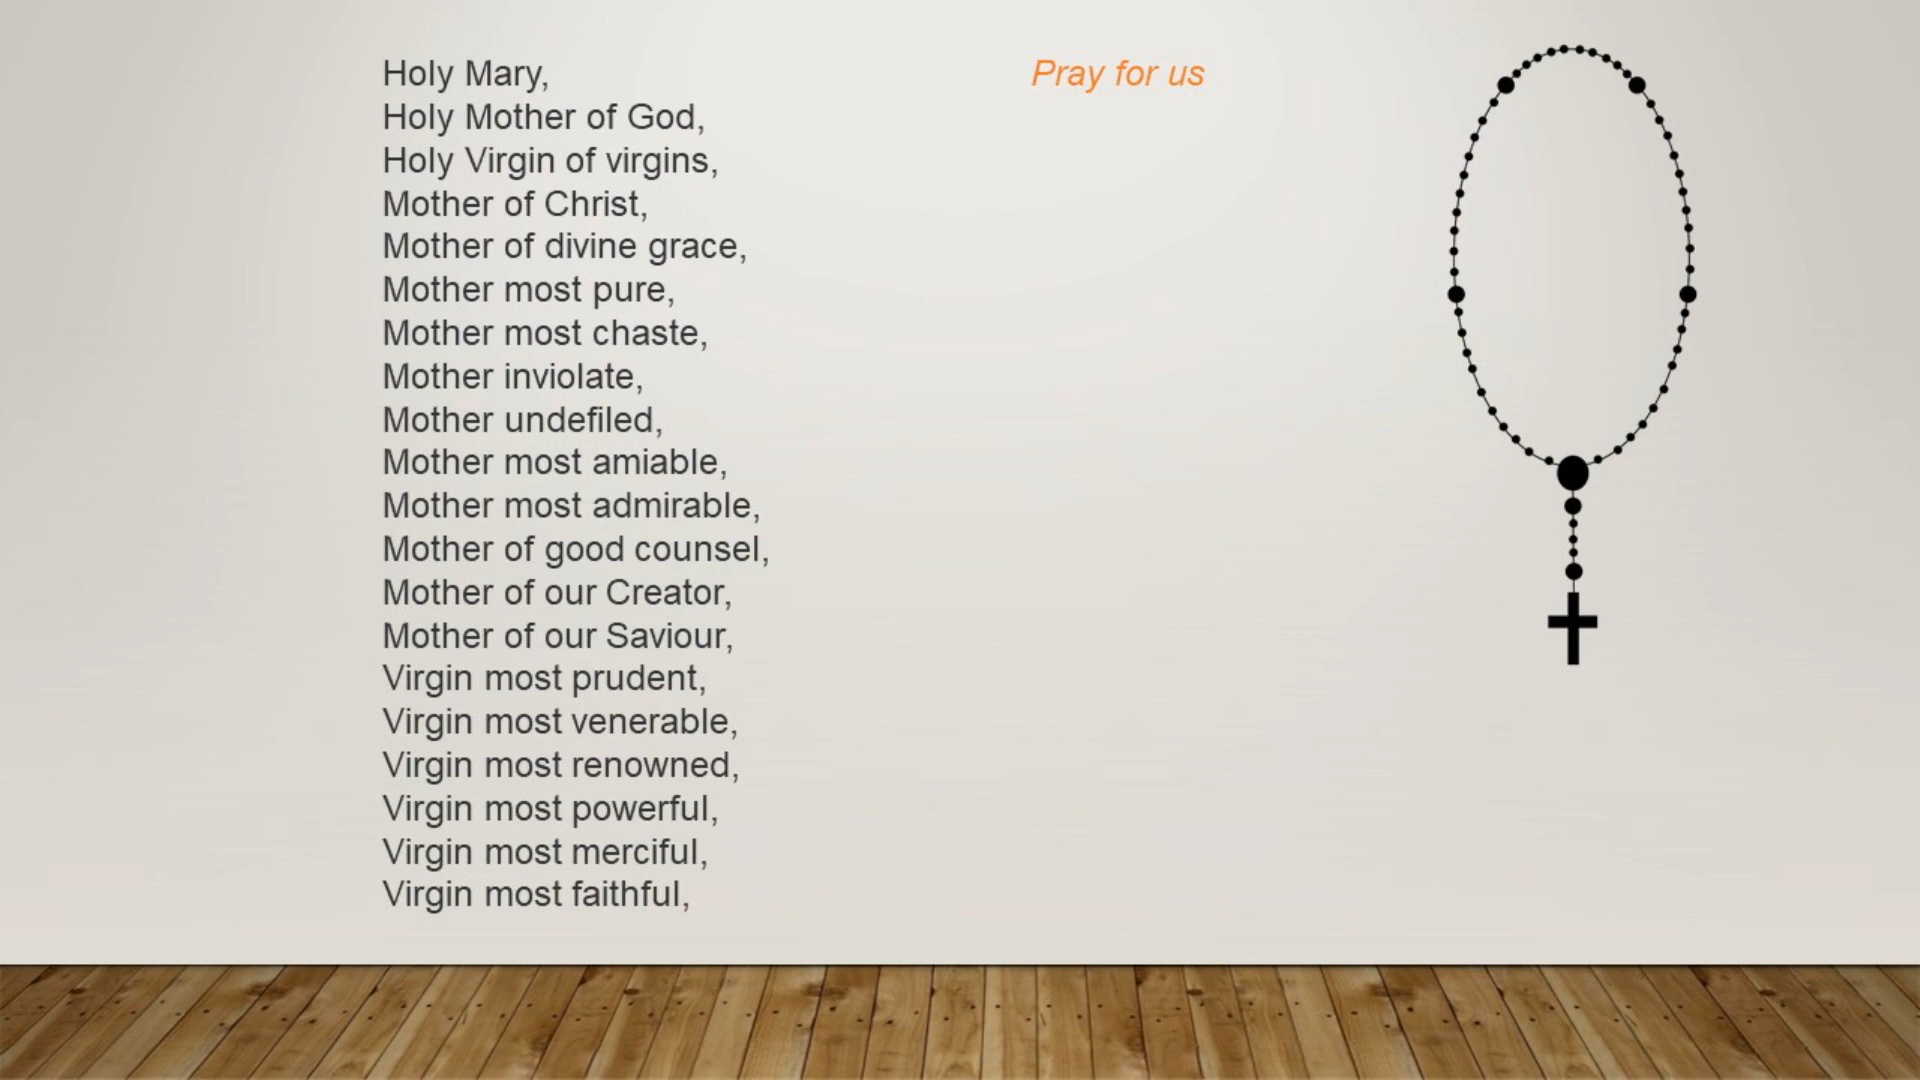 Holy Mary, Pray for us
Holy Mother of God,
Holy Virgin of virgins,
Mother of Christ,
Mother of divine grace,
Mother most pure,
Mother most chaste,
Mother inviolate,
Mother undefiled,
Mother most amiable,
Mother most admirable,
Mother of good counsel,
Mother of our Creator,
Mother of our Saviour,
Virgin most prudent,
Virgin most venerable,
Virgin most renowned,
Virgin most powerful,
Virgin most merciful,
Virgin most faithful,